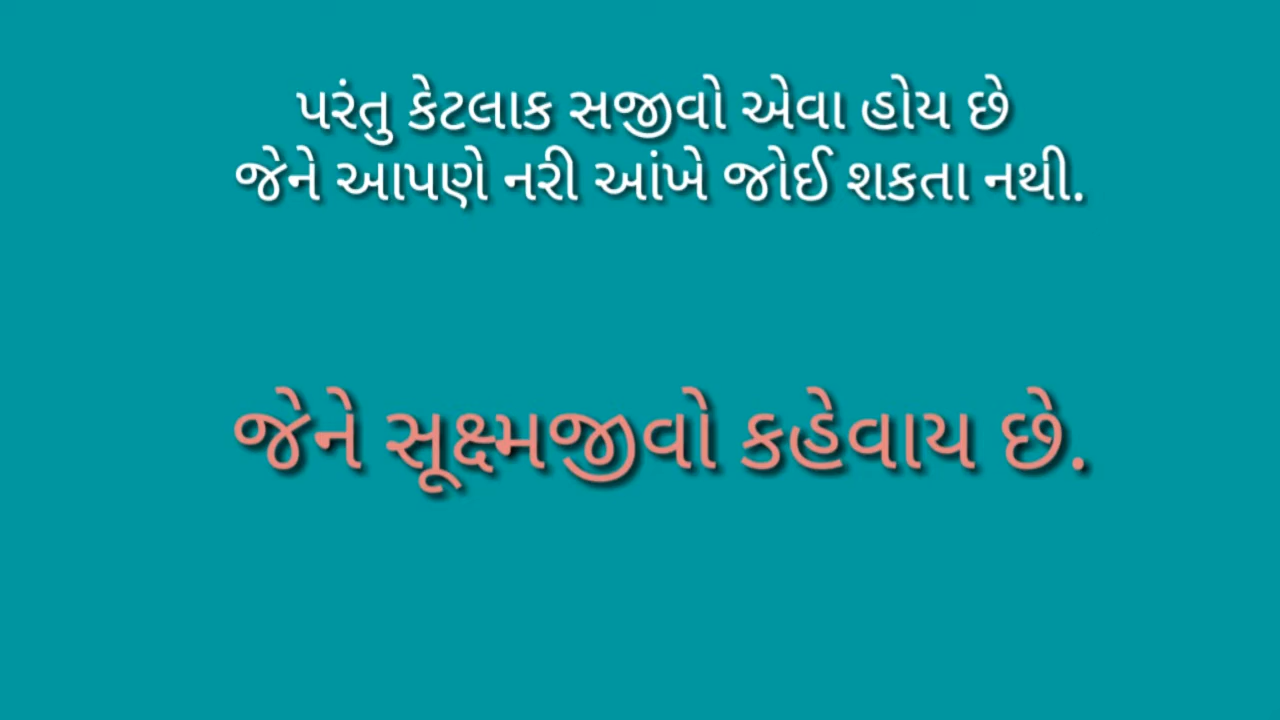 પરંતુ કેટલાક સજીવો એવા હોય છે
જેને આપણે નરી આંખે જોઈ શકતા નથી.
જેને સૂક્ષ્મજીવો કહેવાય છે.